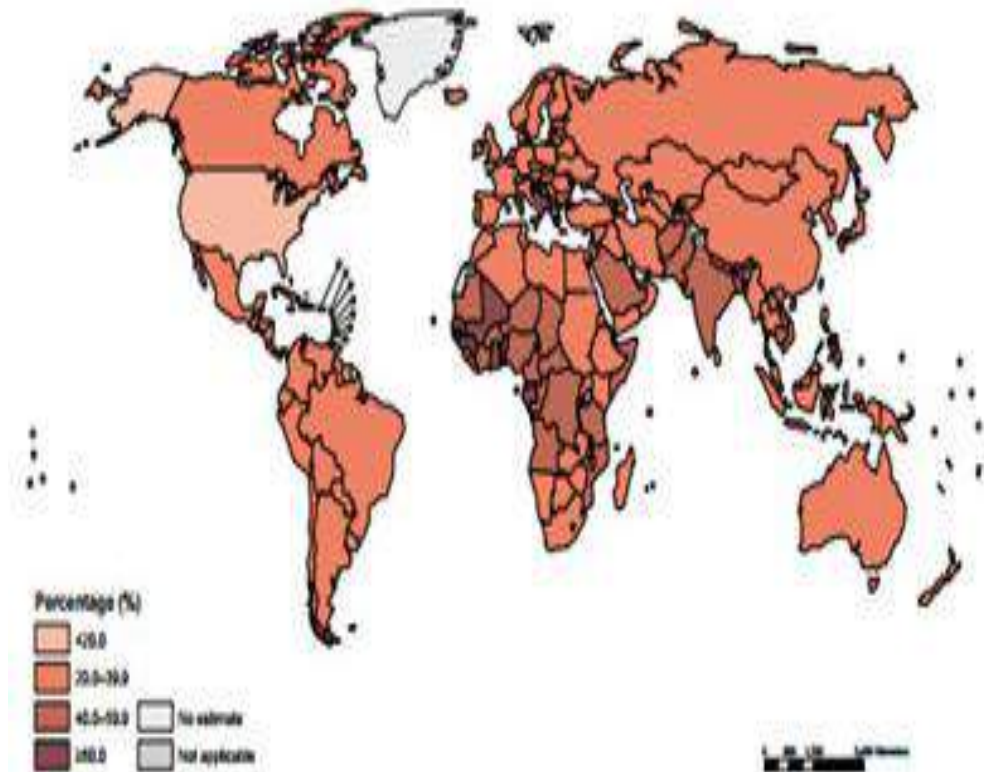 Percentage (%)
<20.0
20.0–39.9
40.0–59.9
≥60.0
No estimate
Not applicable